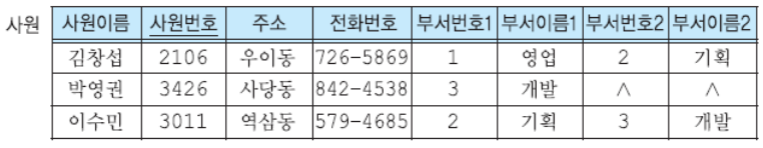 사원
사원이름 사원번호 주소 전화번호 부서번호1 부서이름1 부서번호2 부서이름2
김창섭 2106 우이동 726-5869 1 영업 2 기획
박영권 3426 사당동 842-4538 3 개발 ∧ ∧
이수민 3011 역삼동 579-4685 2 기획 3 개발